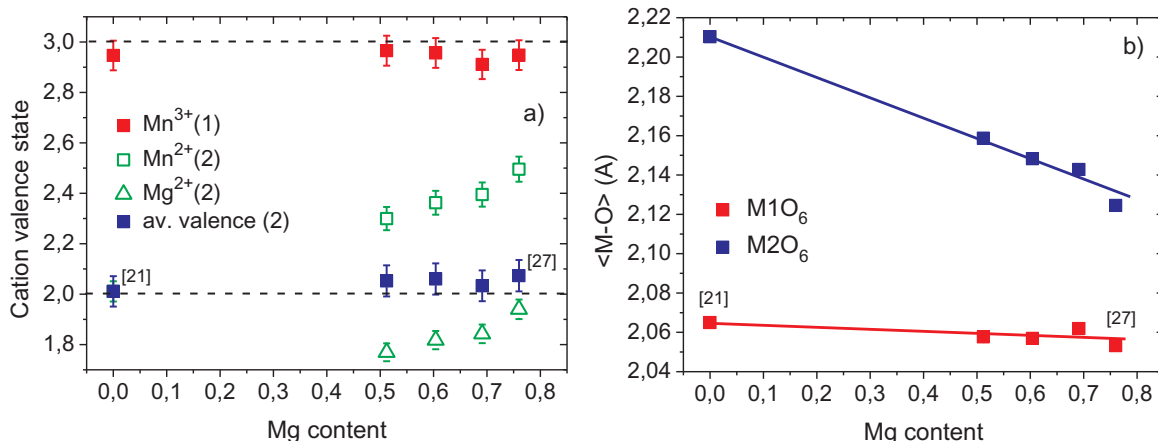 3,0
2,8
2,6
2,4
2,2
2,0
1,8
Cation valence state
a)
Mn³⁺(1)
Mn²⁺(2)
Mg²⁺(2)
av. valence (2)
[21]
[27]
0,0 0,1 0,2 0,3 0,4 0,5 0,6 0,7 0,8
Mg content
2,22
2,20
2,18
2,16
2,14
2,12
2,10
2,08
2,06
2,04
<M-O> (A)
b)
M1O₆
M2O₆
[21]
[27]
0,0 0,1 0,2 0,3 0,4 0,5 0,6 0,7 0,8
Mg content